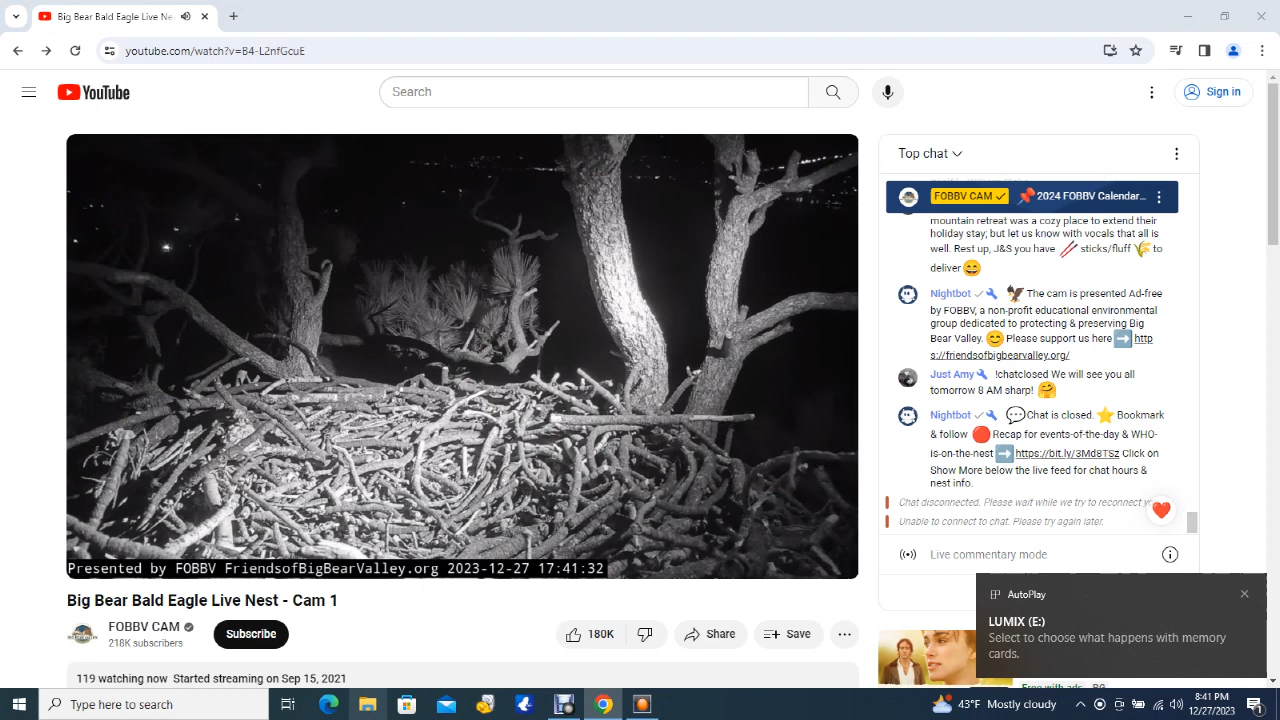 Big Bear Bald Eagle Live Ne
youtube.com/watch?v=B4-L2nfGcuE
YouTube
Search
Sign in
Presented by FOBBV FriendsofBigBearValley.org 2023-12-27 17:41:32
Big Bear Bald Eagle Live Nest - Cam 1
FOBBV CAM
218K subscribers
Subscribe
180K
Share
Save
119 watching now Started streaming on Sep 15, 2021
Top chat
FOBBV CAM 2024 FOBBV Calendar...
mountain retreat was a cozy place to extend their
holiday stay; but let us know with vocals that all is
well. Rest up, J&S you have sticks/fluff to
deliver
Nightbot The cam is presented Ad-free
by FOBBV, a non-profit educational environmental
group dedicated to protecting & preserving Big
Bear Valley. Please support us here http
s://friendsofbigbearvalley.org/
Just Amy !chatclosed We will see you all
tomorrow 8 AM sharp!
Nightbot Chat is closed. Bookmark
& follow Recap for events-of-the-day & WHO-
is-on-the-nest https://bit.ly/3Md8TSz Click on
Show More below the live feed for chat hours &
nest info.
Chat disconnected. Please wait while we try to reconnect
Unable to connect to chat. Please try again later.
Live commentary mode
AutoPlay
LUMIX (E:)
Select to choose what happens with memory
cards.
Free with ads PG
Type here to search
43°F Mostly cloudy
8:41 PM
12/27/2023
1